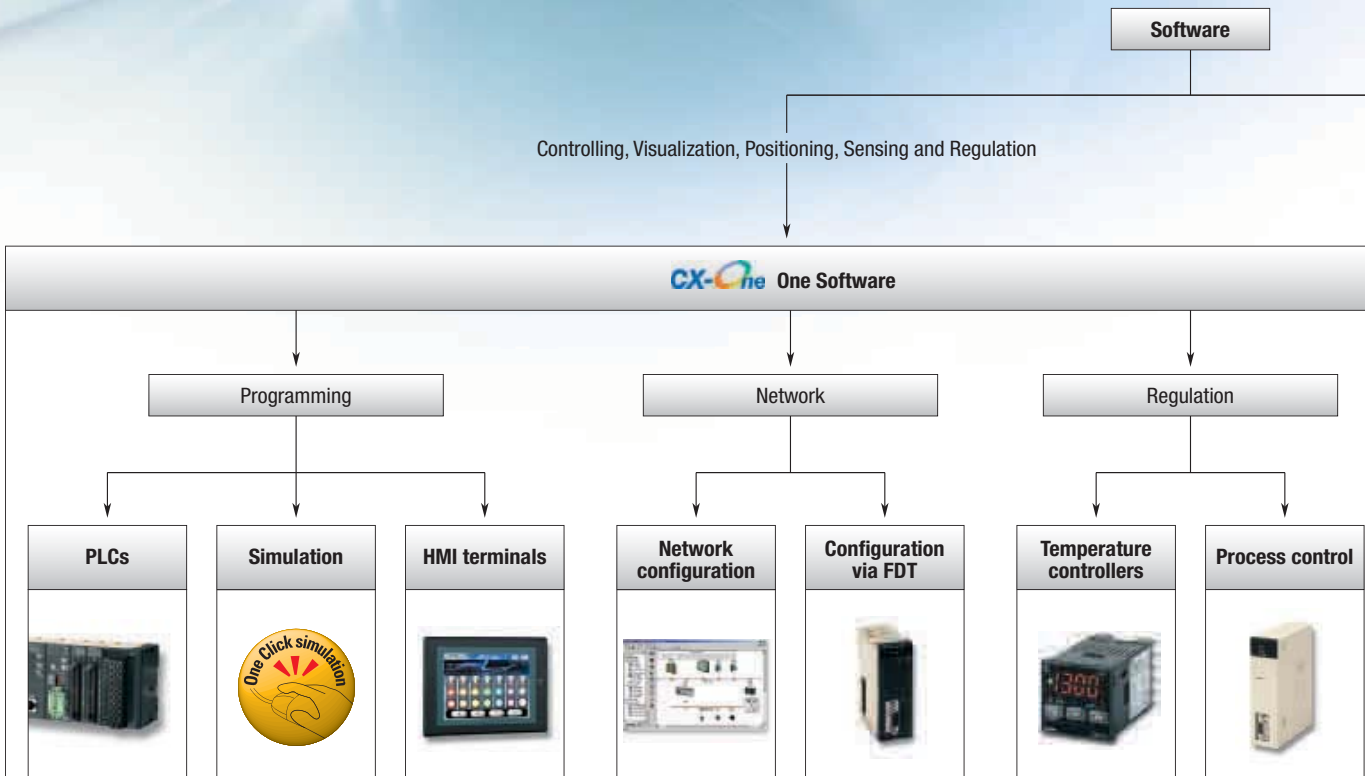 Software
Controlling, Visualization, Positioning, Sensing and Regulation
CX-One One Software
Programming
Network
Regulation
PLCs
Simulation
HMI terminals
Network
configuration
Configuration
via FDT
Temperature
controllers
Process control
One Click simulation
300